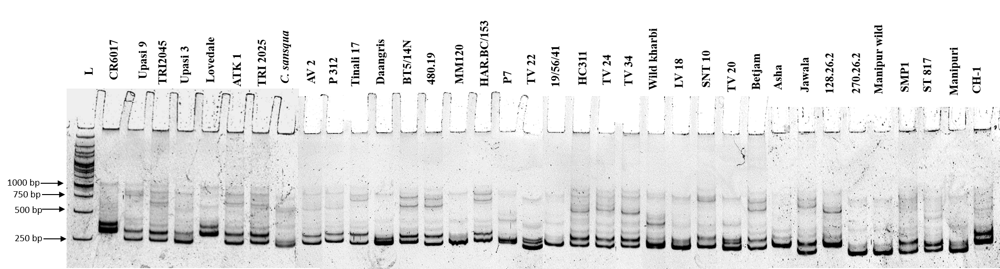 L
CR6017
Upasi 9
TRI2045
Upasi 3
Lovedale
ATK 1
TRI 2025
C. sansqua
AV 2
P 312
Tinali 17
Daangris
BT5/14N
480.19
MM120
HAR.BC/153
P7
TV 22
19/56/41
HC311
TV 24
TV 34
Wild kharbi
LV 18
SNT 10
TV 20
Betjam
Asha
Jawala
128.26.2
270.26.2
Manipur wild
SMP1
ST 817
Manipuri
CH-1
1000 bp
750 bp
500 bp
250 bp